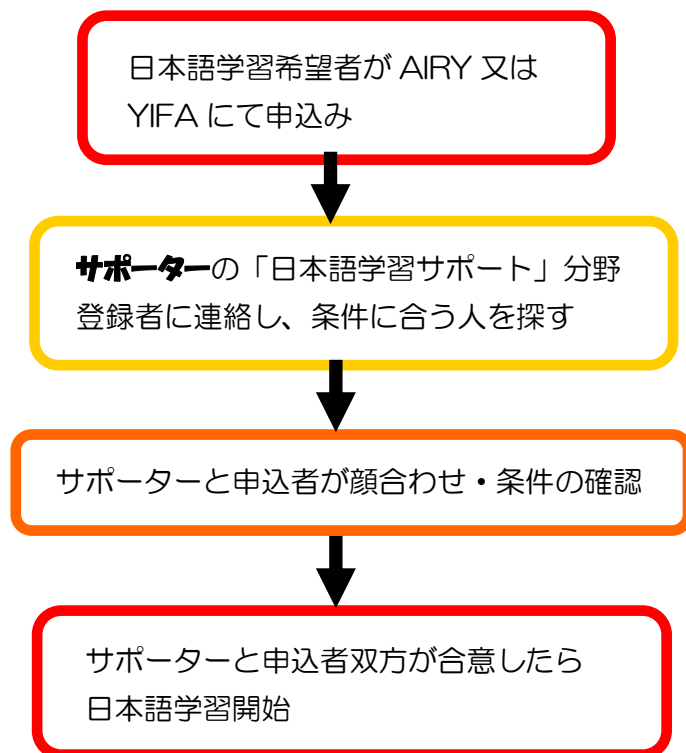 日本語学習希望者が AIRY 又は
YIFA にて申込み
サポーターの「日本語学習サポート」分野
登録者に連絡し、条件に合う人を探す
サポーターと申込者が顔合わせ・条件の確認
サポーターと申込者双方が合意したら
日本語学習開始